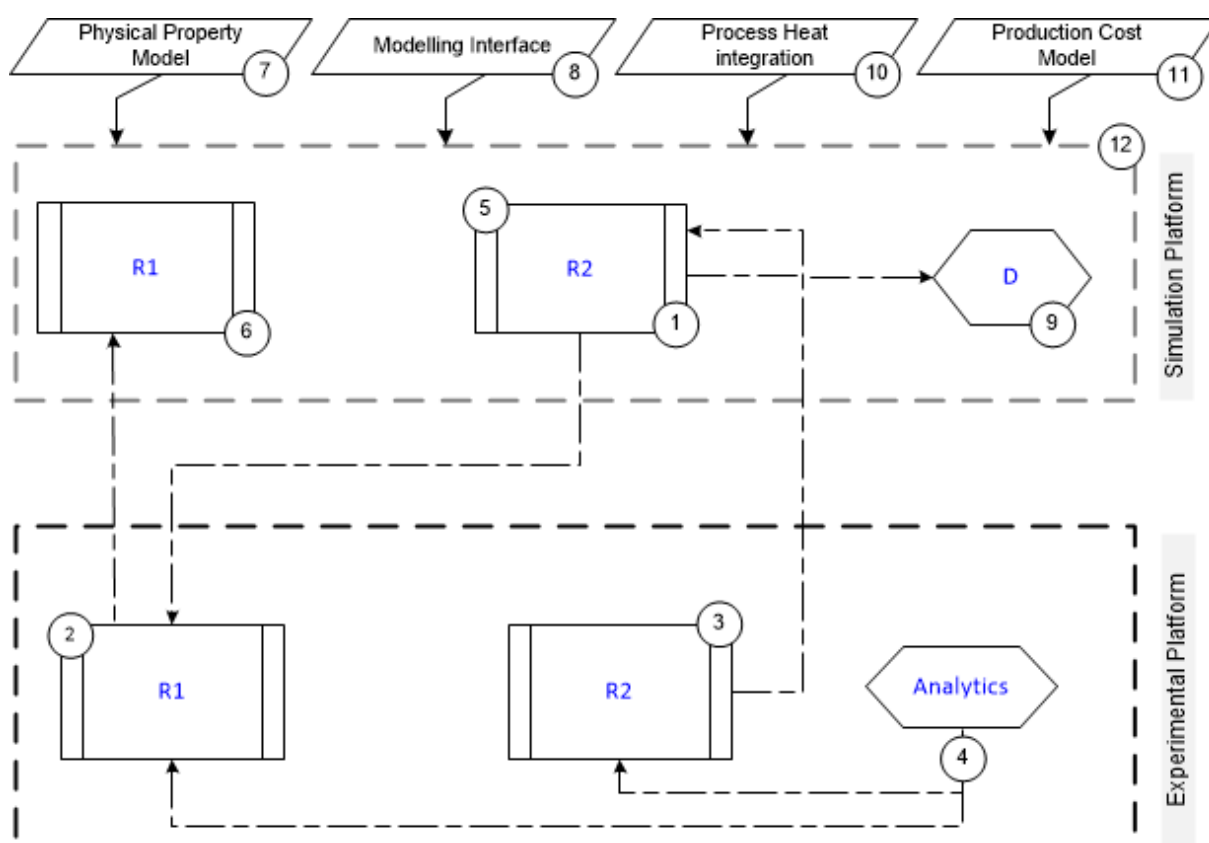 Physical Property
Model
7
Modelling Interface
8
Process Heat
integration
10
Production Cost
Model
11
12
Simulation Platform
R1
6
5
R2
1
D
9
Experimental Platform
2
R1
3
R2
Analytics
4